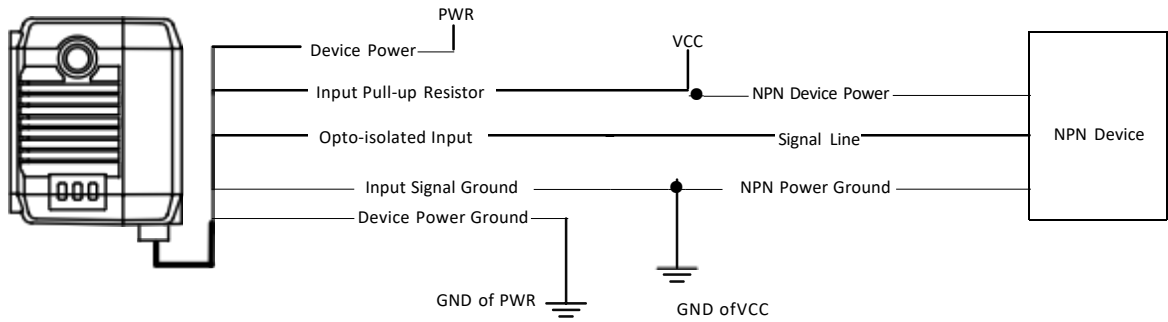 PWR
Device Power
VCC
Input Pull-up Resistor
NPN Device Power
Opto-isolated Input
Signal Line
NPN Device
Input Signal Ground
NPN Power Ground
Device Power Ground
GND of PWR
GND ofVCC